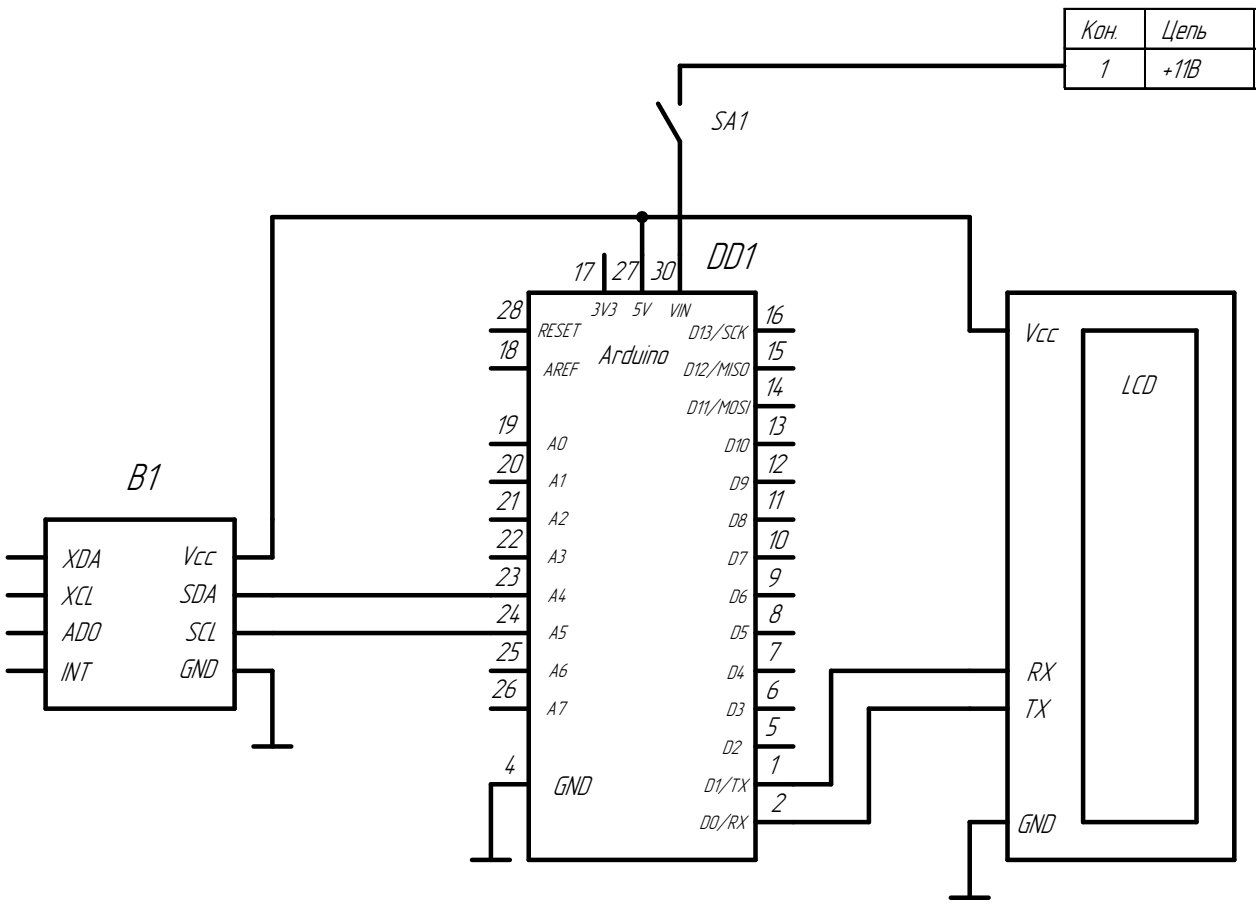 Кон. Цепь
1 +11В
SA1
DD1
17 27 30
3V3 5V VIN
Arduino
28 RESET
18 AREF
19 A0
20 A1
21 A2
22 A3
23 A4
24 A5
25 A6
26 A7
4 GND
D13/SCK 16
D12/MISO 15
D11/MOSI 14
D10 13
D9 12
D8 11
D7 10
D6 9
D5 8
D4 7
D3 6
D2 5
D1/TX 1
D0/RX 2
B1
XDA Vcc
XCL SDA
ADO SCL
INT GND
Vcc
LCD
RX
TX
GND